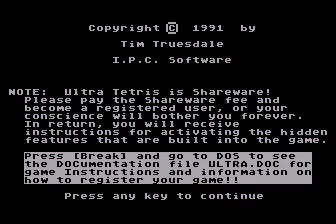 Copyright © 1991 by
Tim Truesdale
I.P.C. Software
NOTE: Ultra Tetris is Shareware!
Please pay the Shareware fee and
become a registered user, or your
conscience will bother you forever.
In return, you will receive
instructions for activating the hidden
features that are built into the game.
Press [Break] and go to DOS to see
the Documentation file ULTRA.DOC for
game Instructions and information on
how to register your game!!
Press any key to continue